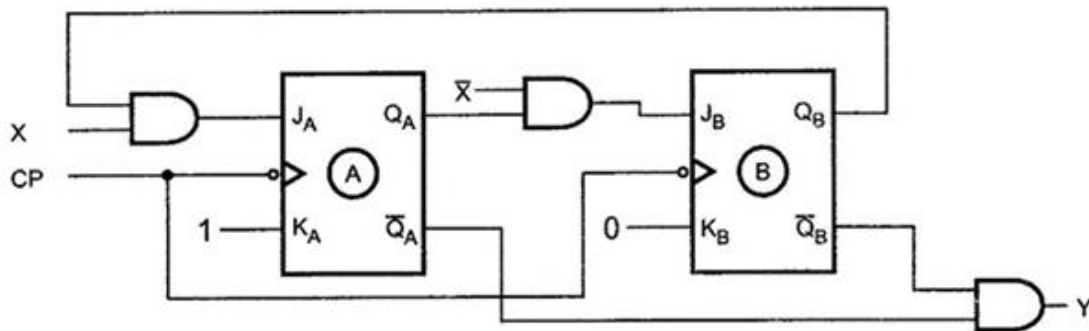 X̅
J_A Q_A
J_B Q_B
X
CP
A
B
1
K_A Q̅_A
0
K_B Q̅_B
Y